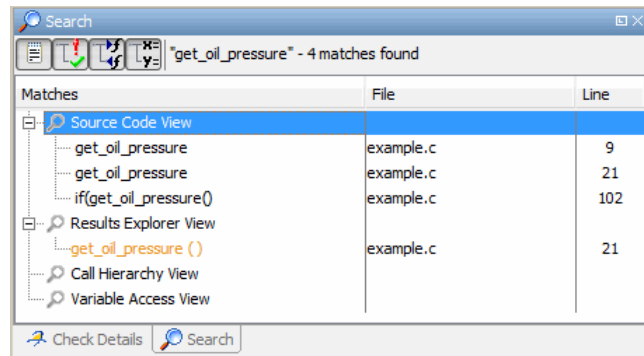 Search
"get_oil_pressure" - 4 matches found
Matches File Line
Source Code View
get_oil_pressure example.c 9
get_oil_pressure example.c 21
if(get_oil_pressure() example.c 102
Results Explorer View
get_oil_pressure () example.c 21
Call Hierarchy View
Variable Access View
Check Details Search